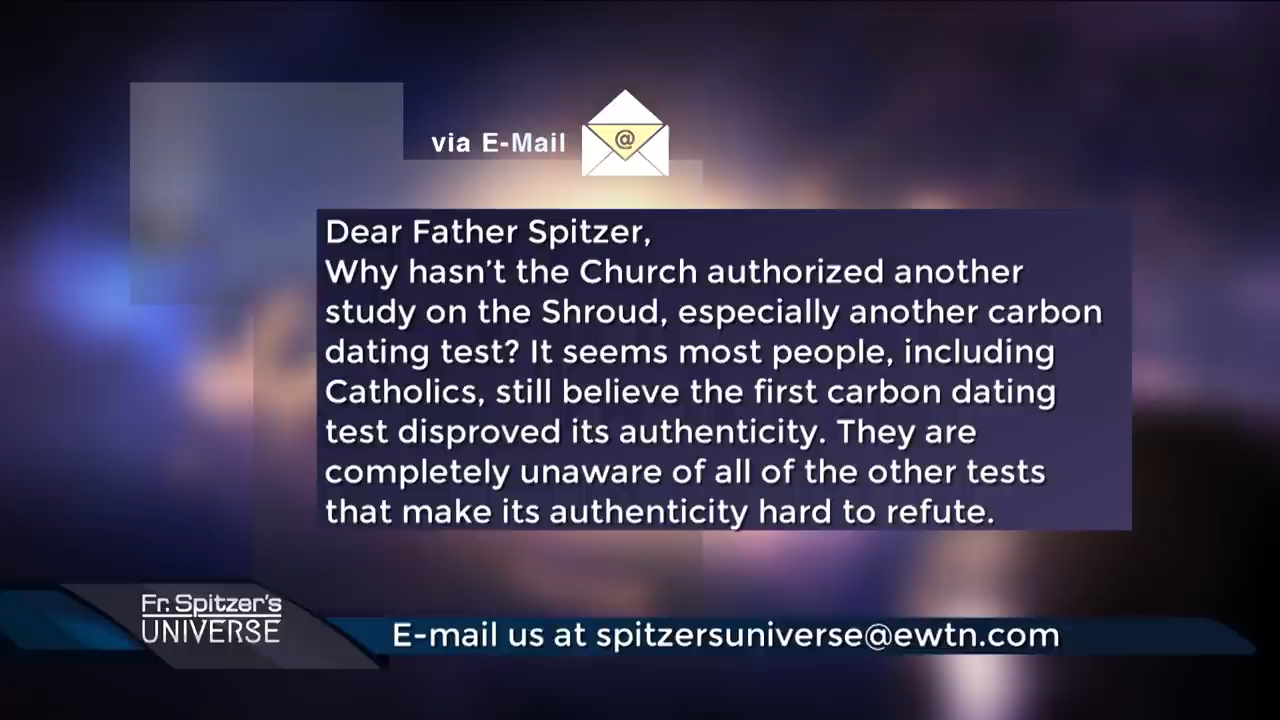 via E-Mail
@
Dear Father Spitzer,
Why hasn't the Church authorized another
study on the Shroud, especially another carbon
dating test? It seems most people, including
Catholics, still believe the first carbon dating
test disproved its authenticity. They are
completely unaware of all of the other tests
that make its authenticity hard to refute.
Fr. Spitzer's
UNIVERSE
E-mail us at spitzersuniverse@ewtn.com